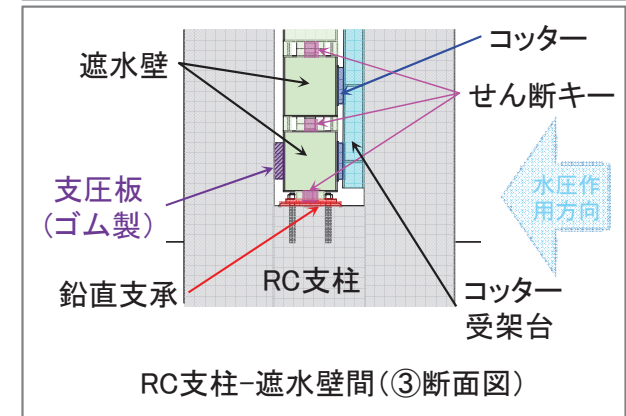 コッター
遮水壁
せん断キー
支圧板
(ゴム製)
水圧作
用方向
鉛直支承
RC支柱
コッター
受架台
RC支柱-遮水壁間(③断面図)